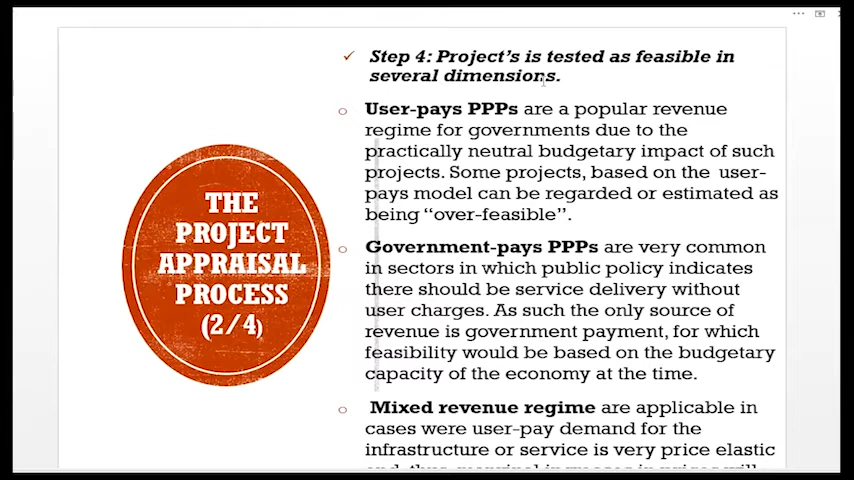 THE
PROJECT
APPRAISAL
PROCESS
(2/4)
✓ Step 4: Project's is tested as feasible in
several dimensions.
o User-pays PPPs are a popular revenue
regime for governments due to the
practically neutral budgetary impact of such
projects. Some projects, based on the user-
pays model can be regarded or estimated as
being “over-feasible”.
o Government-pays PPPs are very common
in sectors in which public policy indicates
there should be service delivery without
user charges. As such the only source of
revenue is government payment, for which
feasibility would be based on the budgetary
capacity of the economy at the time.
o Mixed revenue regime are applicable in
cases were user-pay demand for the
infrastructure or service is very price elastic